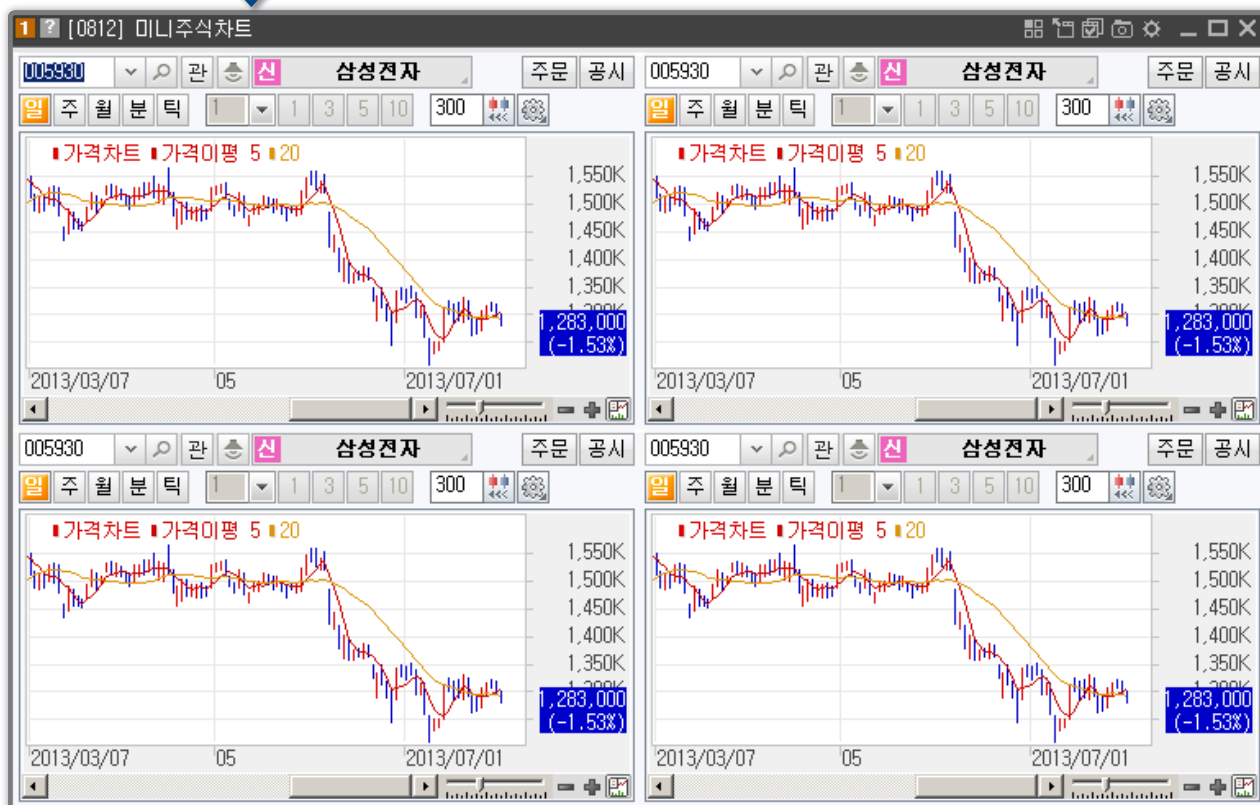 1 ? [0812] 미니주식차트
005930 관 신 삼성전자 주문 공시
일 주 월 분 틱 1 1 3 5 10 300
가격차트 가격이평 5 20
1,550K
1,500K
1,450K
1,400K
1,350K
1,283,000
(-1.53%)
2013/03/07 05 2013/07/01
005930 관 신 삼성전자 주문 공시
일 주 월 분 틱 1 1 3 5 10 300
가격차트 가격이평 5 20
1,550K
1,500K
1,450K
1,400K
1,350K
1,283,000
(-1.53%)
2013/03/07 05 2013/07/01
005930 관 신 삼성전자 주문 공시
일 주 월 분 틱 1 1 3 5 10 300
가격차트 가격이평 5 20
1,550K
1,500K
1,450K
1,400K
1,350K
1,283,000
(-1.53%)
2013/03/07 05 2013/07/01
005930 관 신 삼성전자 주문 공시
일 주 월 분 틱 1 1 3 5 10 300
가격차트 가격이평 5 20
1,550K
1,500K
1,450K
1,400K
1,350K
1,283,000
(-1.53%)
2013/03/07 05 2013/07/01